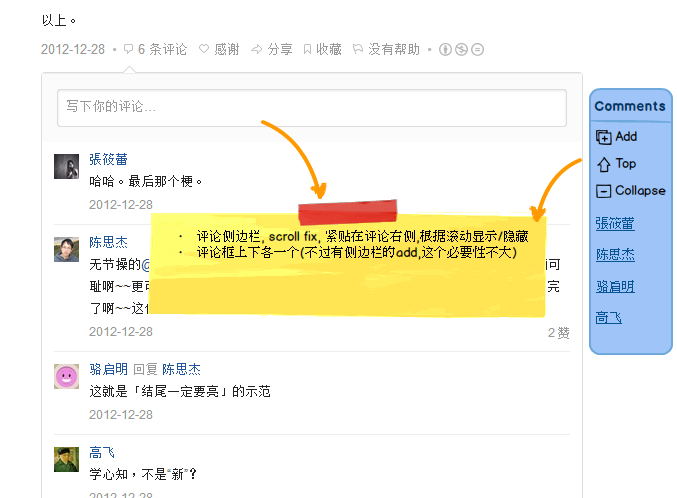 以上。
2012-12-28 • 6 条评论 感谢 分享 收藏 没有帮助 •
写下你的评论…
張筱蕾
哈哈。最后那个梗。
2012-12-28
陈思杰
无节操的@
可
耻啊~~更可
完
了啊~~这
2012-12-28
2 赞
骆启明 回复 陈思杰
这就是「结尾一定要亮」的示范
2012-12-28
高飞
学心知，不是“新”?
2012-12-28
• 评论侧边栏, scroll fix, 紧贴在评论右侧,根据滚动显示/隐藏
• 评论框上下各一个(不过有侧边栏的add,这个必要性不大)
Comments
Add
Top
Collapse
張筱蕾
陈思杰
骆启明
高飞